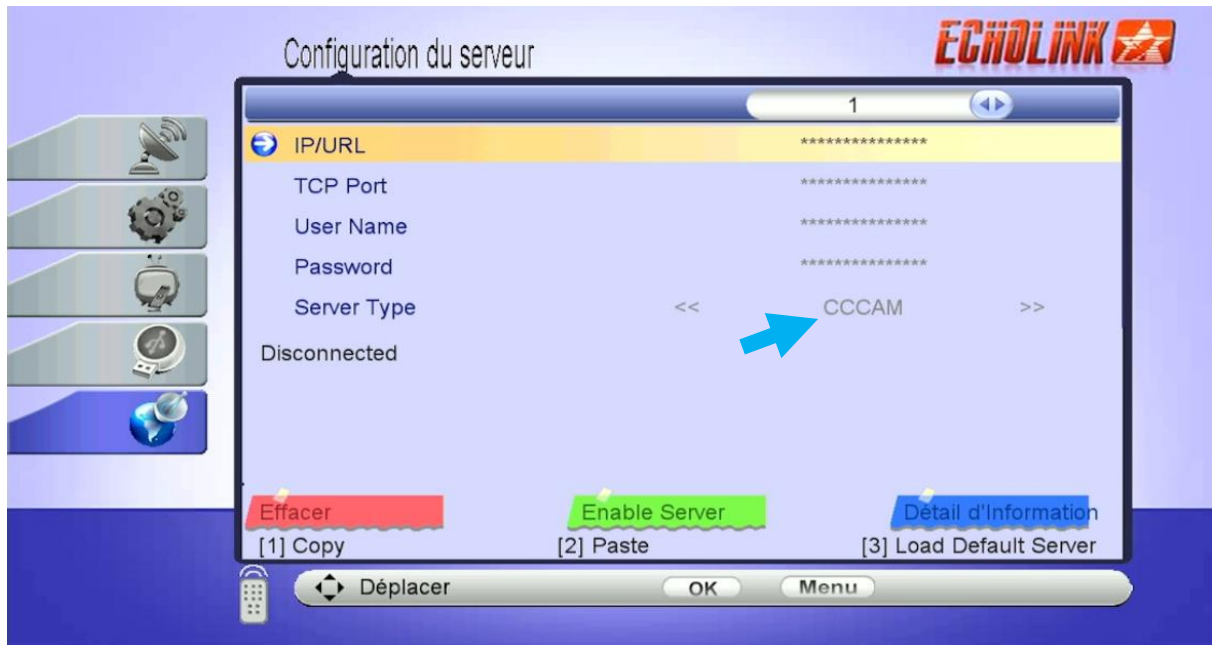 Configuration du serveur
ECHOLINK
1
IP/URL ***************
TCP Port ***************
User Name ***************
Password ***************
Server Type << CCCAM >>
Disconnected
Effacer Enable Server Détail d'Information
[1] Copy [2] Paste [3] Load Default Server
Déplacer OK Menu